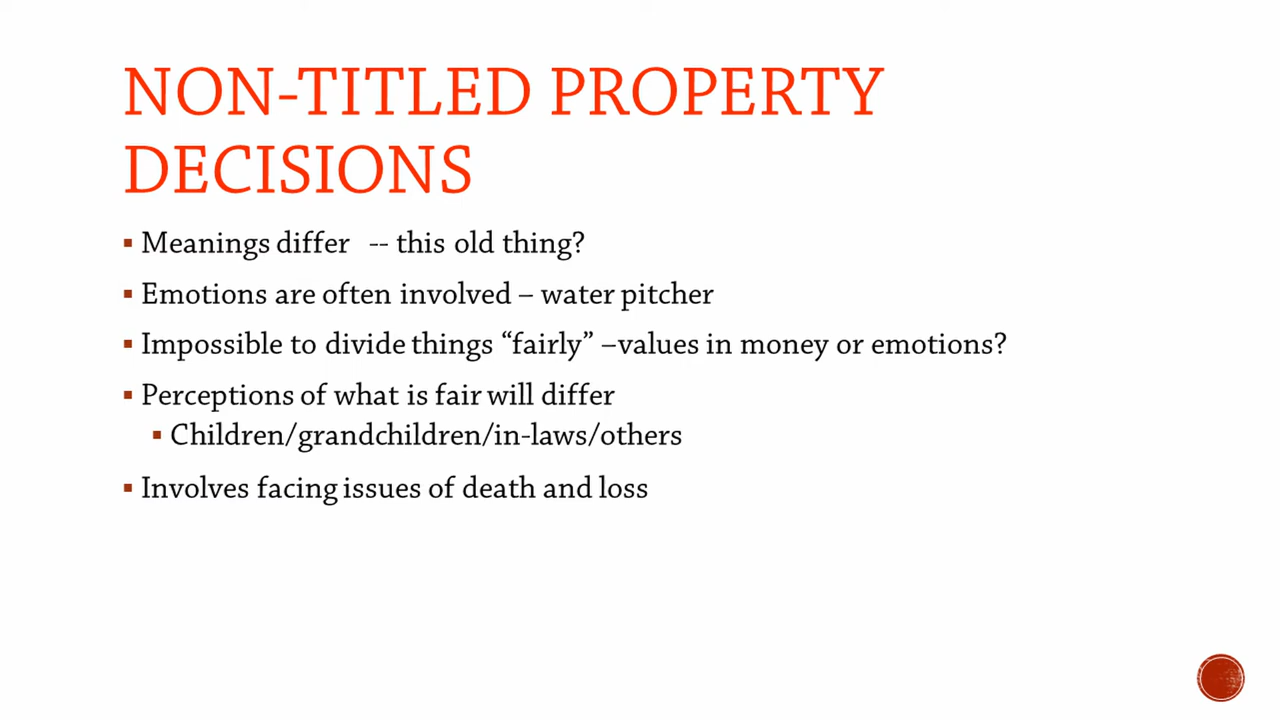 NON-TITLED PROPERTY
DECISIONS
▪ Meanings differ -- this old thing?
▪ Emotions are often involved – water pitcher
▪ Impossible to divide things “fairly” –values in money or emotions?
▪ Perceptions of what is fair will differ
▪ Children/grandchildren/in-laws/others
▪ Involves facing issues of death and loss